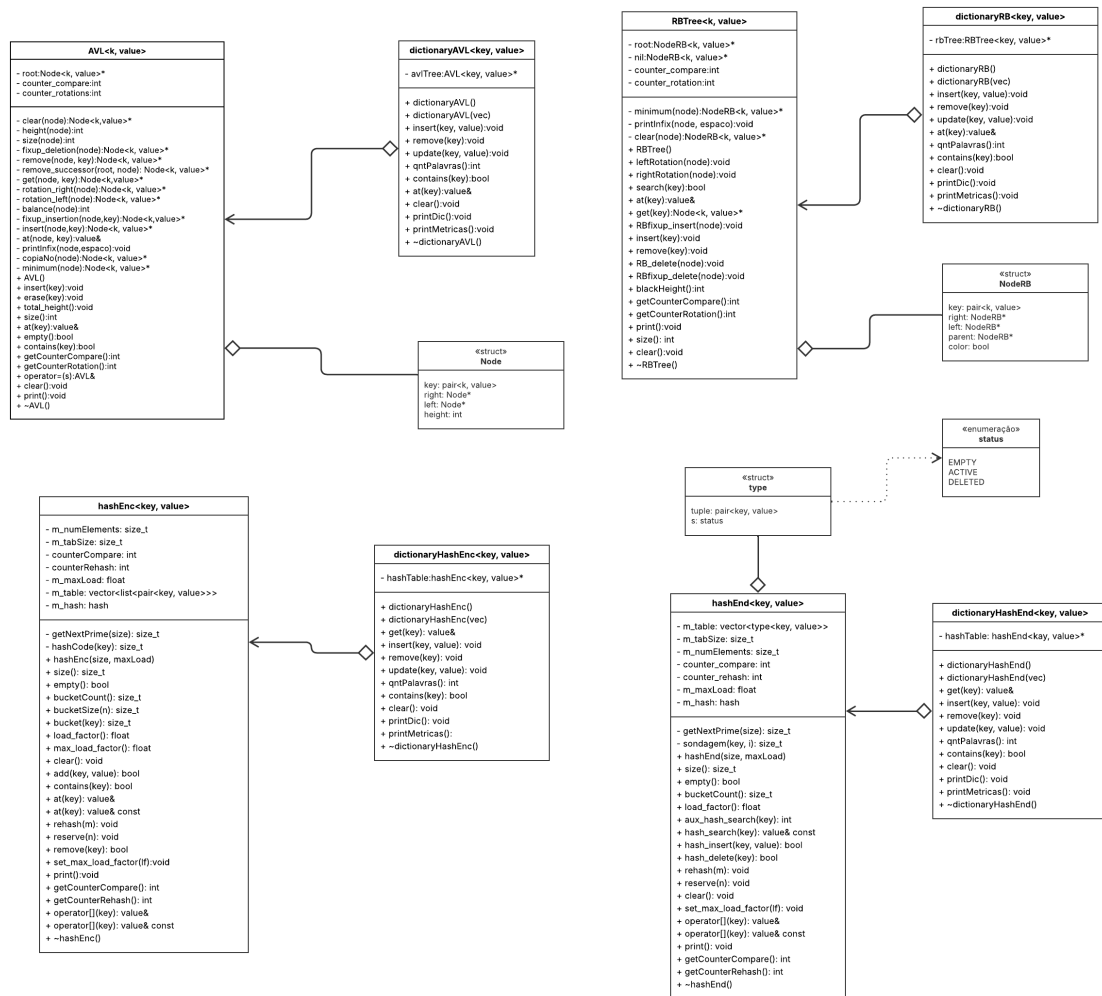 AVL<k, value>
- root:Node<k, value>*
- counter_compare:int
- counter_rotations:int
- clear(node):Node<k,value>*
- height(node):int
- size(node):int
- fixup_deletion(node):Node<k, value>*
- remove(node, key):Node<k, value>*
- remove_successor(root, node): Node<k, value>*
- get(node, key):Node<k,value>*
- rotation_right(node):Node<k, value>*
- rotation_left(node):Node<k, value>*
- balance(node):int
- fixup_insertion(node,key):Node<k,value>*
- insert(node,key):Node<k, value>*
- at(node, key):value&
- printInfix(node,espaco):void
- copiaNo(node):Node<k, value>*
- minimum(node):Node<k, value>*
+ AVL()
+ insert(key):void
+ erase(key):void
+ total_height():void
+ size():int
+ at(key):value&
+ empty():bool
+ contains(key):bool
+ getCounterCompare():int
+ getCounterRotation():int
+ operator=(s):AVL&
+ clear():void
+ print():void
+ ~AVL()
dictionaryAVL<key, value>
- avlTree:AVL<key, value>*
+ dictionaryAVL()
+ dictionaryAVL(vec)
+ insert(key, value):void
+ remove(key):void
+ update(key, value):void
+ qntPalavras():int
+ contains(key):bool
+ at(key):value&
+ clear():void
+ printDic():void
+ printMetricas():void
+ ~dictionaryAVL()
«struct»
Node
key: pair<k, value>
right: Node*
left: Node*
height: int
RBTree<k, value>
- root:NodeRB<k, value>*
- nil:NodeRB<k, value>*
- counter_compare:int
- counter_rotation:int
- minimum(node):NodeRB<k, value>*
- printInfix(node, espaco):void
- clear(node):NodeRB<k, value>*
+ RBTree()
+ leftRotation(node):void
+ rightRotation(node):void
+ search(key):bool
+ at(key):value&
+ get(key):Node<k, value>*
+ RBfixup_insert(node):void
+ insert(key):void
+ remove(key):void
+ RB_delete(node):void
+ RBfixup_delete(node):void
+ blackHeight():int
+ getCounterCompare():int
+ getCounterRotation():int
+ print():void
+ size(): int
+ clear():void
+ ~RBTree()
dictionaryRB<key, value>
- rbTree:RBTree<key, value>*
+ dictionaryRB()
+ dictionaryRB(vec)
+ insert(key, value):void
+ remove(key):void
+ update(key, value):void
+ at(key):value&
+ qntPalavras():int
+ contains(key):bool
+ clear():void
+ printDic():void
+ printMetricas():void
+ ~dictionaryRB()
«struct»
NodeRB
key: pair<k, value>
right: NodeRB*
left: NodeRB*
parent: NodeRB*
color: bool
«enumeração»
status
EMPTY
ACTIVE
DELETED
«struct»
type
tuple: pair<key, value>
s: status
hashEnc<key, value>
- m_numElements: size_t
- m_tabSize: size_t
- counterCompare: int
- counterRehash: int
- m_maxLoad: float
- m_table: vector<list<pair<key, value>>>
- m_hash: hash
- getNextPrime(size): size_t
- hashCode(key): size_t
+ hashEnc(size, maxLoad)
+ size(): size_t
+ empty(): bool
+ bucketCount(): size_t
+ bucketSize(n): size_t
+ bucket(key): size_t
+ load_factor(): float
+ max_load_factor(): float
+ clear(): void
+ add(key, value): bool
+ contains(key): bool
+ at(key): value&
+ at(key): value& const
+ rehash(m): void
+ reserve(n): void
+ remove(key): bool
+ set_max_load_factor(lf):void
+ print():void
+ getCounterCompare(): int
+ getCounterRehash(): int
+ operator[](key): value&
+ operator[](key): value& const
+ ~hashEnc()
dictionaryHashEnc<key, value>
- hashTable:hashEnc<key, value>*
+ dictionaryHashEnc()
+ dictionaryHashEnc(vec)
+ get(key): value&
+ insert(key, value): void
+ remove(key): void
+ update(key, value): void
+ qntPalavras(): int
+ contains(key): bool
+ clear(): void
+ printDic(): void
+ printMetricas():
+ ~dictionaryHashEnc()
hashEnd<key, value>
- m_table: vector<type<key, value>>
- m_tabSize: size_t
- m_numElements: size_t
- counter_compare: int
- counter_rehash: int
- m_maxLoad: float
- m_hash: hash
- getNextPrime(size): size_t
- sondagem(key, i): size_t
+ hashEnd(size, maxLoad)
+ size(): size_t
+ empty(): bool
+ bucketCount(): size_t
+ load_factor(): float
+ aux_hash_search(key): int
+ hash_search(key): value& const
+ hash_insert(key, value): bool
+ hash_delete(key): bool
+ rehash(m): void
+ reserve(n): void
+ clear(): void
+ set_max_load_factor(lf): void
+ operator[](key): value&
+ operator[](key): value& const
+ print(): void
+ getCounterCompare(): int
+ getCounterRehash(): int
+ ~hashEnd()
dictionaryHashEnd<key, value>
- hashTable: hashEnd<kay, value>*
+ dictionaryHashEnd()
+ dictionaryHashEnd(vec)
+ get(key): value&
+ insert(key, value): void
+ remove(key): void
+ update(key, value): void
+ qntPalavras(): int
+ contains(key): bool
+ clear(): void
+ printDic(): void
+ printMetricas(): void
+ ~dictionaryHashEnd()